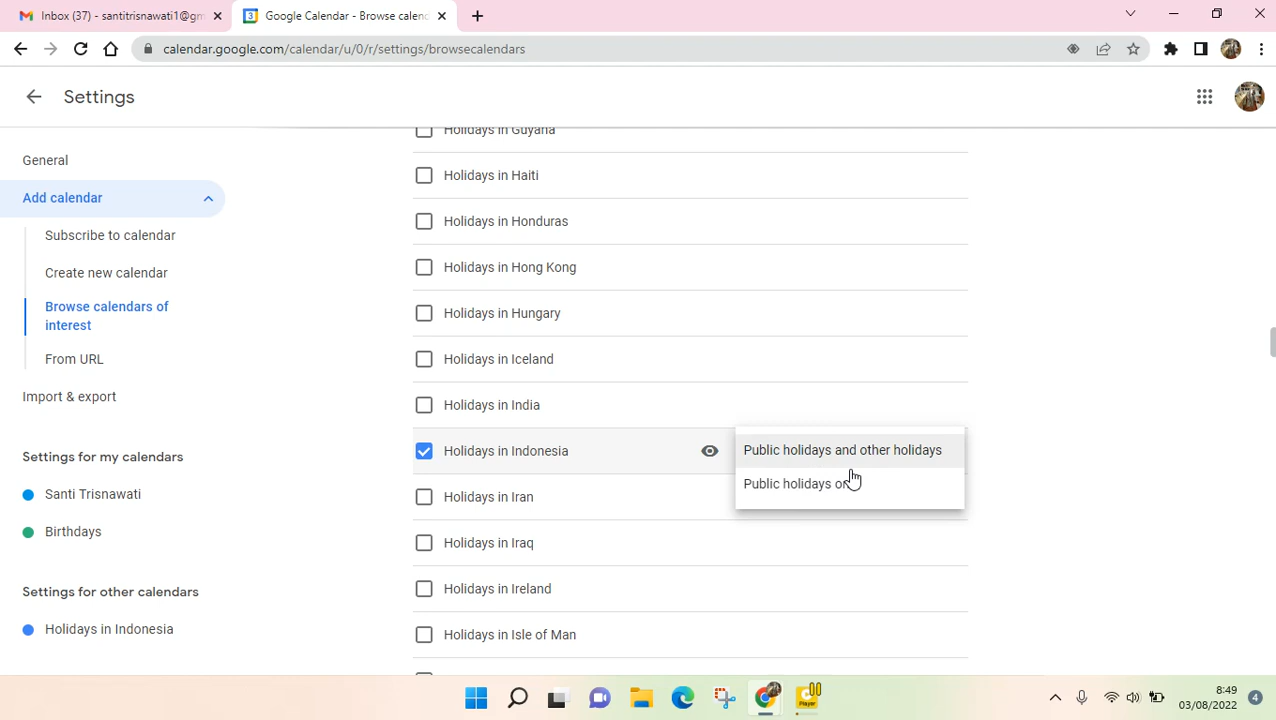 Inbox (37) - santitrisnawati1@gm
Google Calendar - Browse calend
calendar.google.com/calendar/u/0/r/settings/browsecalendars
Settings
General
Add calendar
Subscribe to calendar
Create new calendar
Browse calendars of
interest
From URL
Import & export
Settings for my calendars
Santi Trisnawati
Birthdays
Settings for other calendars
Holidays in Indonesia
Holidays in Guyana
Holidays in Haiti
Holidays in Honduras
Holidays in Hong Kong
Holidays in Hungary
Holidays in Iceland
Holidays in India
Holidays in Indonesia
Public holidays and other holidays
Public holidays
Holidays in Iran
Holidays in Iraq
Holidays in Ireland
Holidays in Isle of Man
Player
8:49
03/08/2022
4